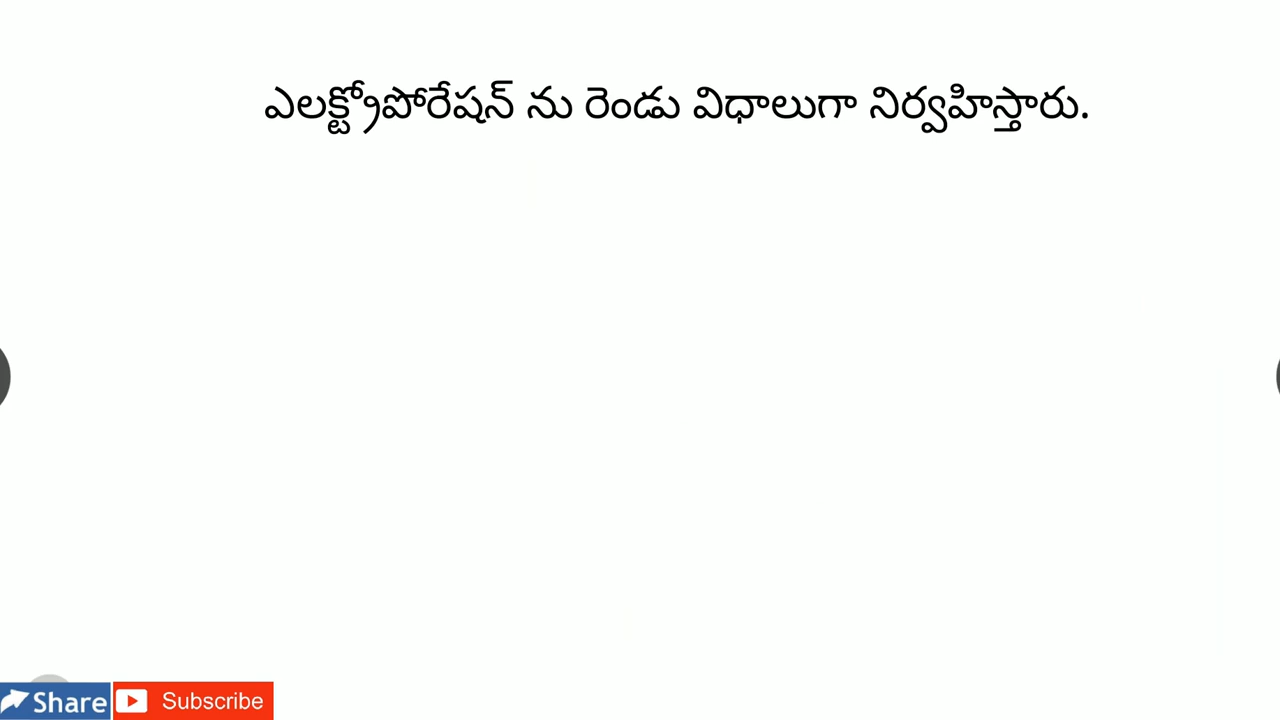 ఎలక్ట్రోపోరేషన్ ను రెండు విధాలుగా నిర్వహిస్తారు.
Share
Subscribe